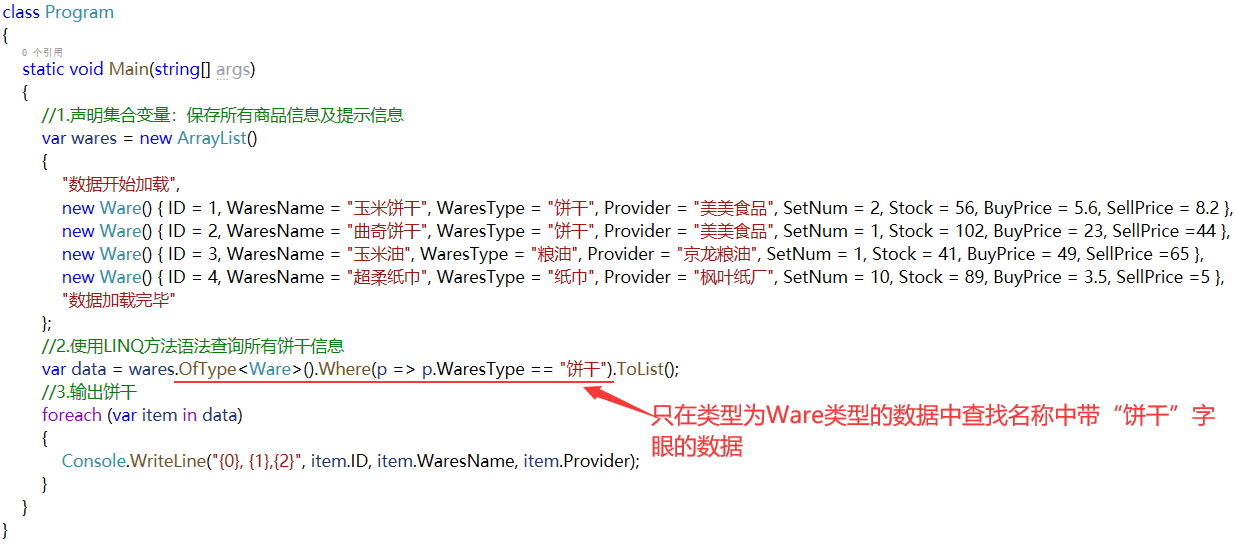 class Program
{
0 个引用
static void Main(string[] args)
{
//1.声明集合变量：保存所有商品信息及提示信息
var wares = new ArrayList()
{
"数据开始加载",
new Ware() { ID = 1, WaresName = "玉米饼干", WaresType = "饼干", Provider = "美美食品", SetNum = 2, Stock = 56, BuyPrice = 5.6, SellPrice = 8.2 },
new Ware() { ID = 2, WaresName = "曲奇饼干", WaresType = "饼干", Provider = "美美食品", SetNum = 1, Stock = 102, BuyPrice = 23, SellPrice =44 },
new Ware() { ID = 3, WaresName = "玉米油", WaresType = "粮油", Provider = "京龙粮油", SetNum = 1, Stock = 41, BuyPrice = 49, SellPrice =65 },
new Ware() { ID = 4, WaresName = "超柔纸巾", WaresType = "纸巾", Provider = "枫叶纸厂", SetNum = 10, Stock = 89, BuyPrice = 3.5, SellPrice =5 },
"数据加载完毕"
};
//2.使用LINQ方法语法查询所有饼干信息
var data = wares.OfType<Ware>().Where(p => p.WaresType == "饼干").ToList();
//3.输出饼干
foreach (var item in data)
{
Console.WriteLine("{0}, {1},{2}", item.ID, item.WaresName, item.Provider);
}
}
}
只在类型为Ware类型的数据中查找名称中带“饼干”字
眼的数据